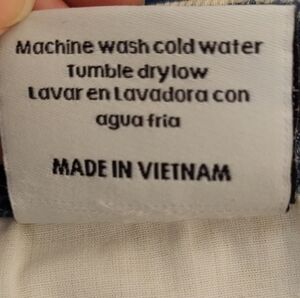 Machine wash cold water
Tumble dry low
Lavar en Lavadora con
agua fria
MADE IN VIETNAM